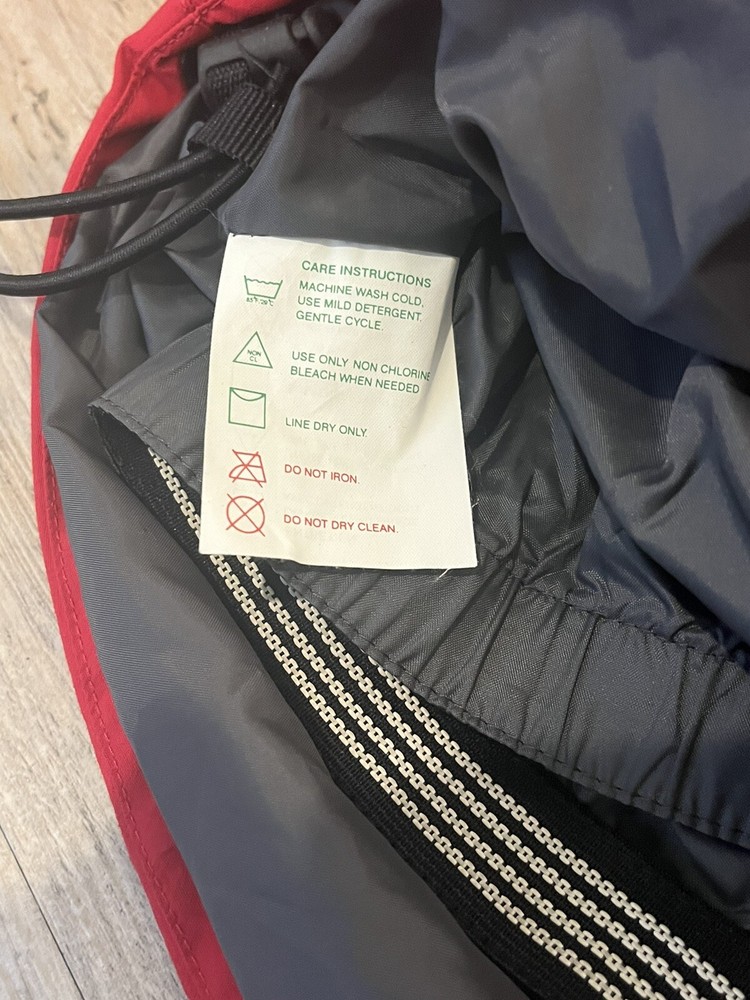 CARE INSTRUCTIONS
MACHINE WASH COLD,
USE MILD DETERGENT.
GENTLE CYCLE.
NON
CL
USE ONLY NON CHLORINE
BLEACH WHEN NEEDED
LINE DRY ONLY.
DO NOT IRON.
DO NOT DRY CLEAN.